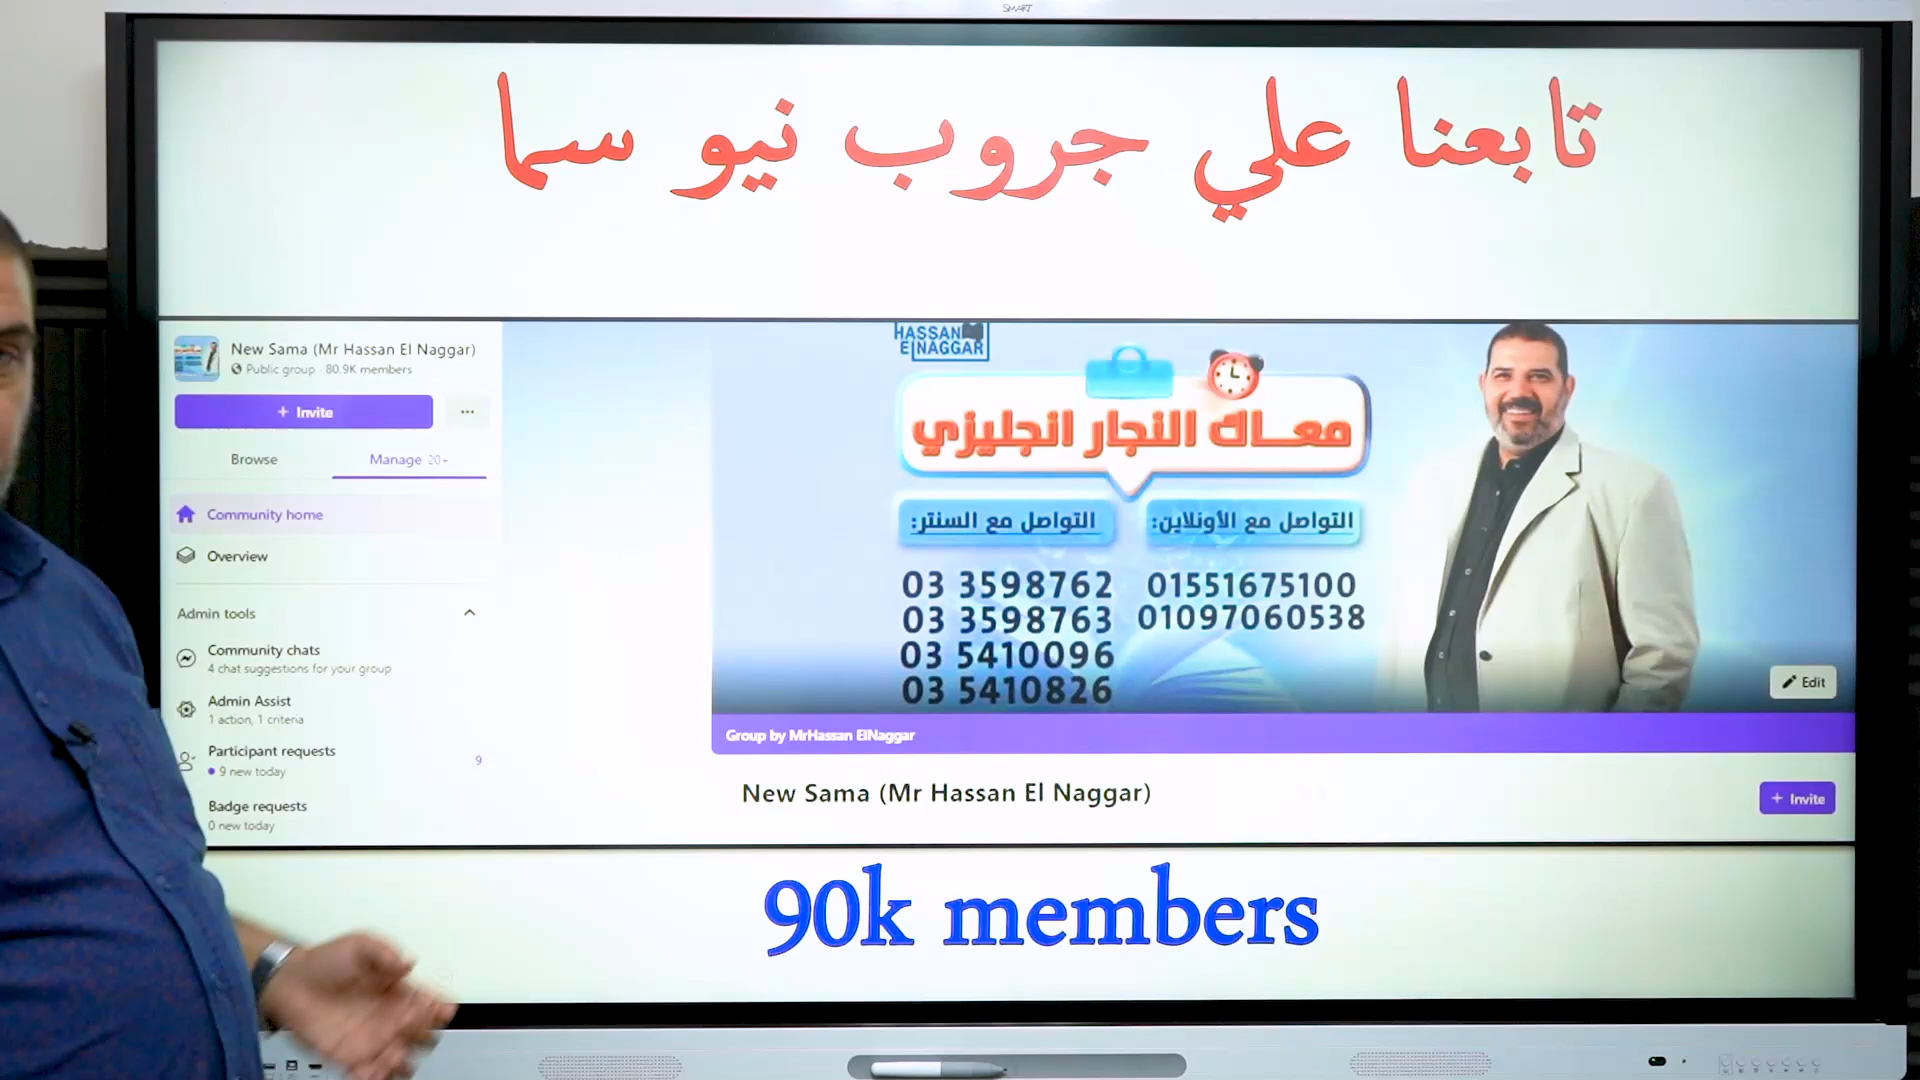 SMART
تابعنا علي جروب نيو سما
New Sama (Mr Hassan El Naggar)
Public group · 80.9K members
+ Invite
Browse
Manage 20+
Community home
Overview
Admin tools
Community chats
4 chat suggestions for your group
Admin Assist
1 action, 1 criteria
Participant requests
9
9 new today
Badge requests
0 new today
HASSAN
ElNAGGAR
معاك النجار انجليزي
التواصل مع الأونلاين:
01551675100
01097060538
التواصل مع السنتر:
03 3598762
03 3598763
03 5410096
03 5410826
Edit
Group by MrHassan ElNaggar
New Sama (Mr Hassan El Naggar)
+ Invite
90k members